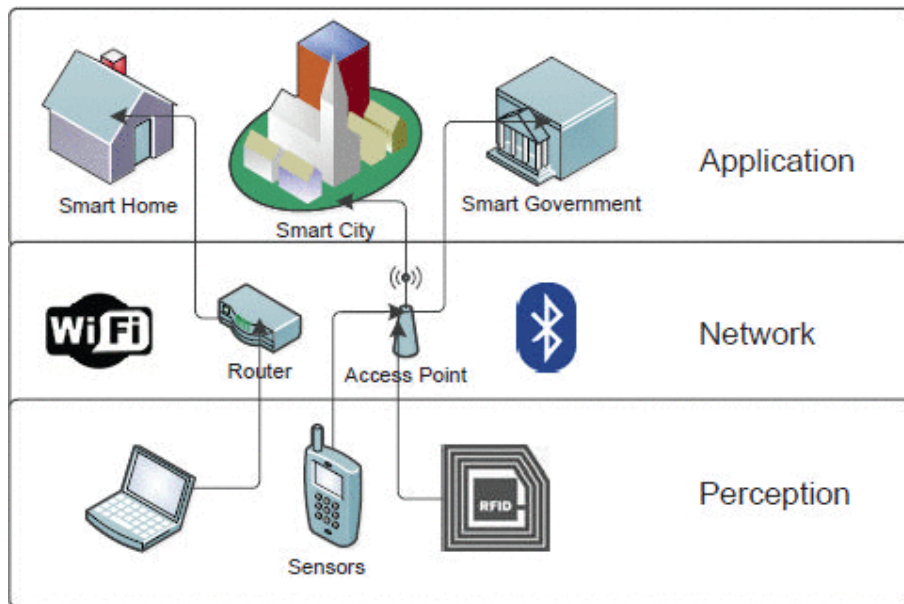 Smart Home
Smart City
Smart Government
Application
WiFi
Router
Access Point
Network
Sensors
RFID
Perception